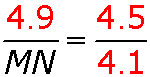 4.9 / MN = 4.5 / 4.1